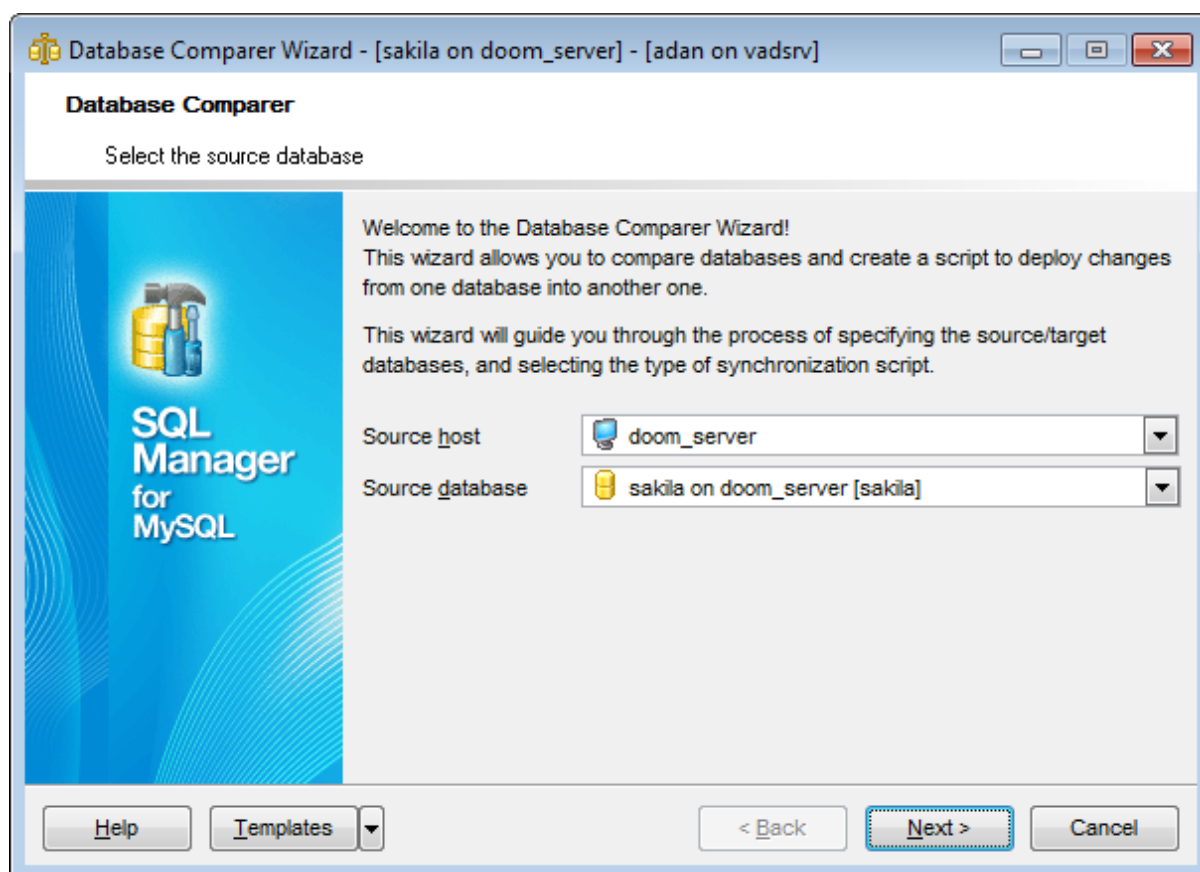 Database Comparer Wizard - [sakila on doom_server] - [adan on vadsrv]
Database Comparer
Select the source database
Welcome to the Database Comparer Wizard!
This wizard allows you to compare databases and create a script to deploy changes
from one database into another one.
This wizard will guide you through the process of specifying the source/target
databases, and selecting the type of synchronization script.
SQL
Manager
for
MySQL
Source host
doom_server
Source database
sakila on doom_server [sakila]
Help
Templates
< Back
Next >
Cancel